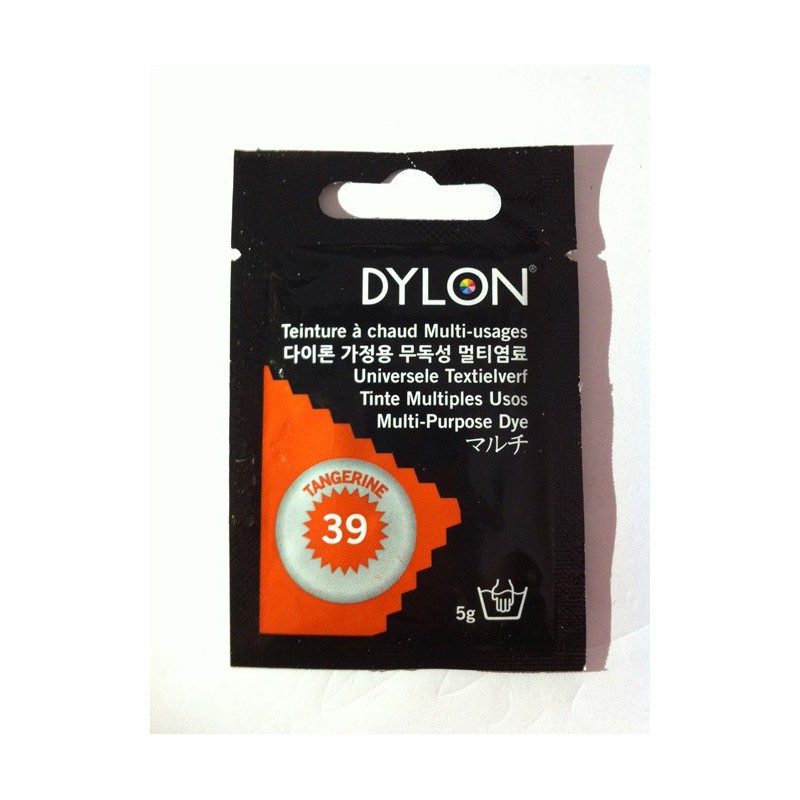 DYLON®
Teinture à chaud Multi-usages
다이론 가정용 무독성 멀티염료
Universele Textielverf
Tinte Multiples Usos
Multi-Purpose Dye
マルチ
TANGERINE
39
5g